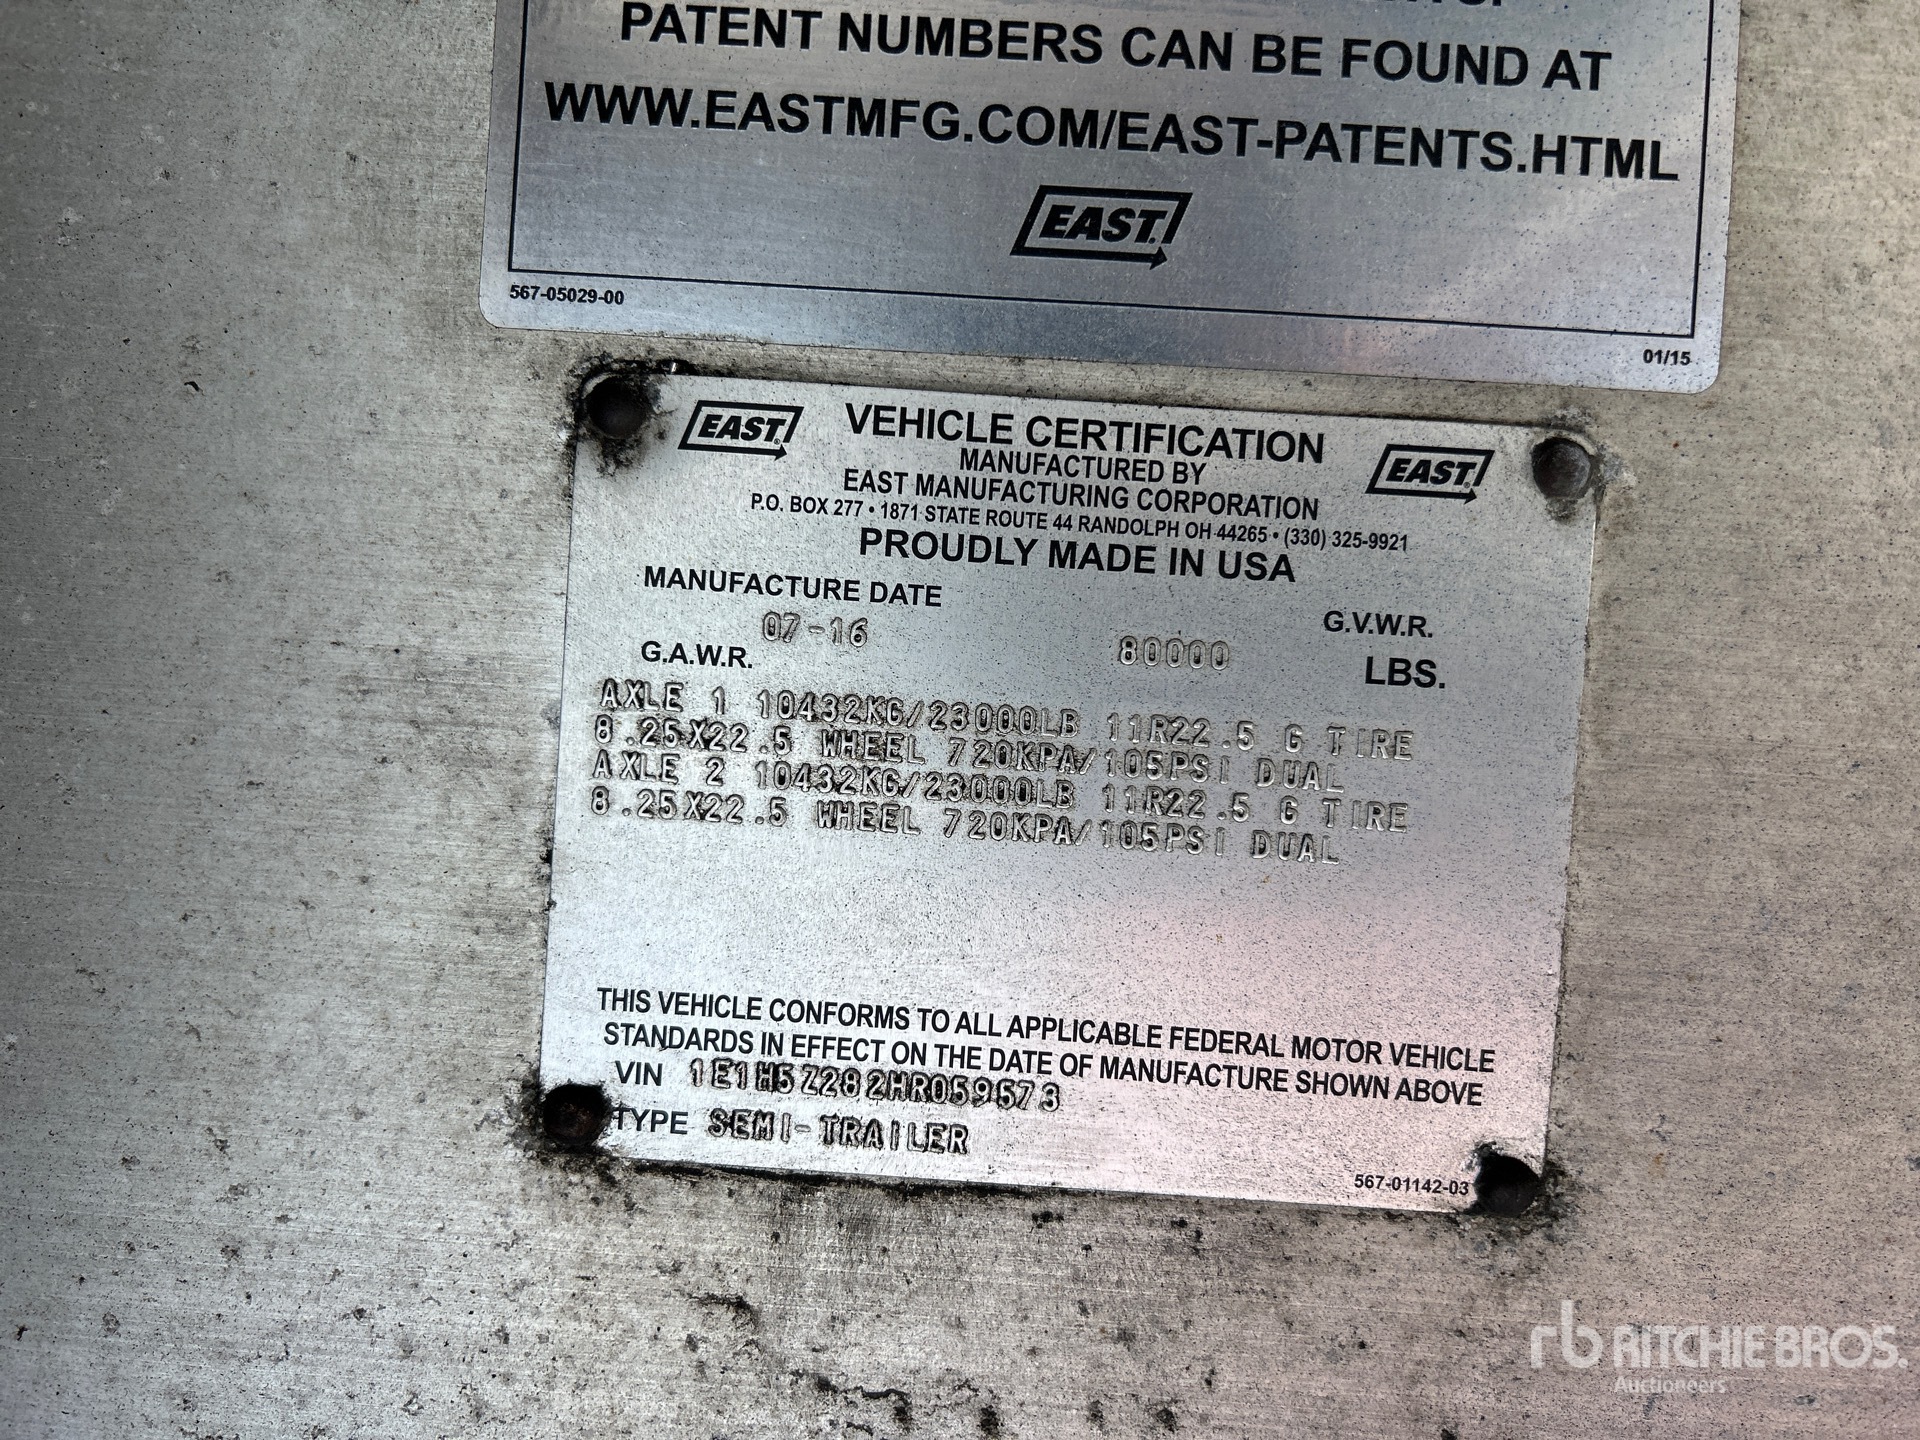 PATENT NUMBERS CAN BE FOUND AT
WWW.EASTMFG.COM/EAST-PATENTS.HTML
EAST
567-05029-00
01/15
EAST
VEHICLE CERTIFICATION
EAST
MANUFACTURED BY
EAST MANUFACTURING CORPORATION
P.O. BOX 277 • 1871 STATE ROUTE 44 RANDOLPH OH 44265 • (330) 325-9921
PROUDLY MADE IN USA
MANUFACTURE DATE
G.V.W.R.
07-16
80000
G.A.W.R.
LBS.
AXLE 1 10432KG/23000LB 11R22.5 G TIRE
8.25X22.5 WHEEL 720KPA/105PSI DUAL
AXLE 2 10432KG/23000LB 11R22.5 G TIRE
8.25X22.5 WHEEL 720KPA/105PSI DUAL
THIS VEHICLE CONFORMS TO ALL APPLICABLE FEDERAL MOTOR VEHICLE
STANDARDS IN EFFECT ON THE DATE OF MANUFACTURE SHOWN ABOVE
VIN 1E1H5Z282HR059573
TYPE SEMI-TRAILER
567-01142-03
rb RITCHIE BROS.
Auctioneers